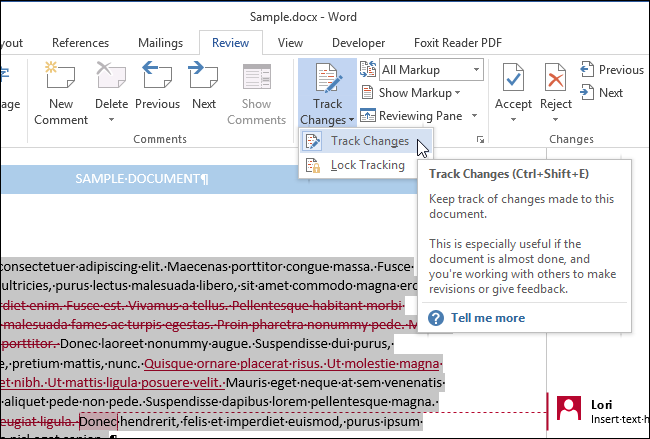 Sample.docx - Word
yout References Mailings Review View Developer Foxit Reader PDF
age New Comment Delete Previous Next Show Comments
Comments
Track Changes
All Markup
Show Markup
Reviewing Pane
Accept Reject
Previous
Next
Changes
Track Changes
Lock Tracking
Track Changes (Ctrl+Shift+E)
Keep track of changes made to this
document.
This is especially useful if the
document is almost done, and
you're working with others to make
revisions or give feedback.
Tell me more
SAMPLE·DOCUMENT¶
consectetuer·adipiscing·elit.·Maecenas·porttitor·congue·massa.·Fusce·
ultricies,·purus·lectus·malesuada·libero,·sit·amet·commodo·magna·ero
rdiet·enim.·Fusce·est.·Vivamus·a·tellus.·Pellentesque·habitant·morbi·
malesuada·fames·ac·turpis·egestas.·Proin·pharetra·nonummy·pede.·M
porttitor.·Donec·laoreet·nonummy·augue.·Suspendisse·dui·purus,·
e,·pretium·mattis,·nunc.·Quisque·ornare·placerat·risus.·Ut·molestie·magna·
et·nibh.·Ut·mattis·ligula·posuere·velit.·Mauris·eget·neque·at·sem·venenatis·
aliquet·pede·non·pede.·Suspendisse·dapibus·lorem·pellentesque·magna.·
feugiat·ligula.·Donec·hendrerit,·felis·et·imperdiet·euismod,·purus·ipsum·
Lori
Insert·text·h